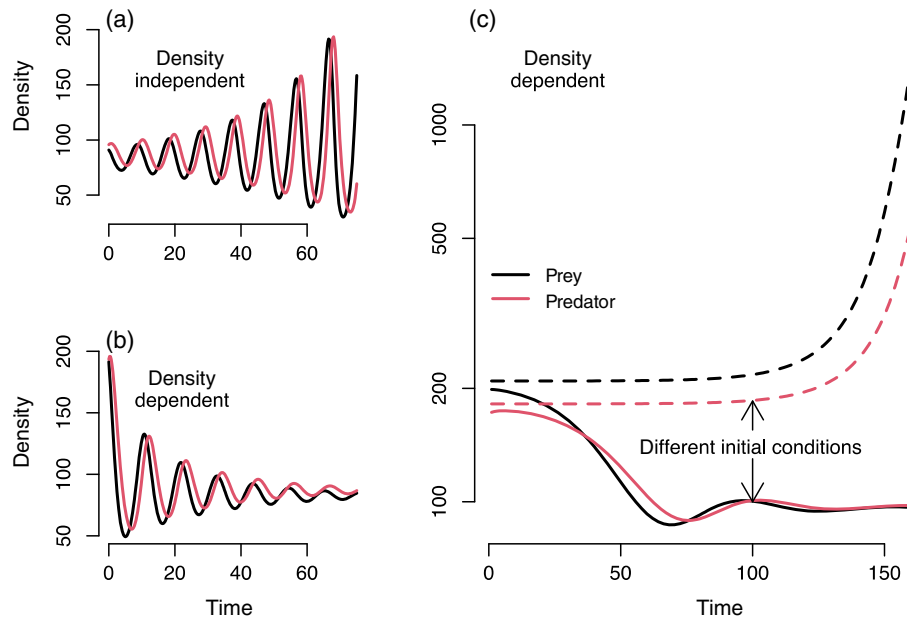 (a)
Density
independent
Density
200
150
100
50
0
20
40
60
(b)
Density
dependent
Density
200
150
100
50
0
20
40
60
Time
(c)
Density
dependent
1000
500
200
100
Prey
Predator
Different initial conditions
0
50
100
150
Time